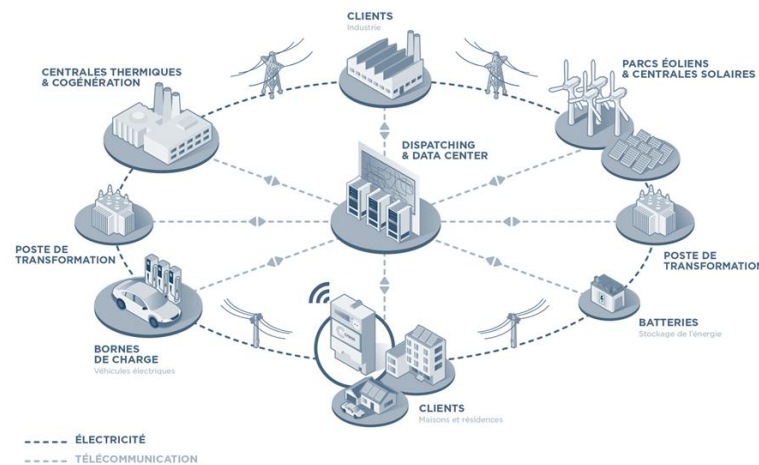 CLIENTS
Industrie
CENTRALES THERMIQUES
& COGÉNÉRATION
PARCS ÉOLIENS
& CENTRALES SOLAIRES
DISPATCHING
& DATA CENTER
POSTE DE
TRANSFORMATION
POSTE DE
TRANSFORMATION
BORNES
DE CHARGE
Véhicules électriques
BATTERIES
Stockage de l'énergie
CLIENTS
Maisons et résidences
ÉLECTRICITÉ
TÉLÉCOMMUNICATION